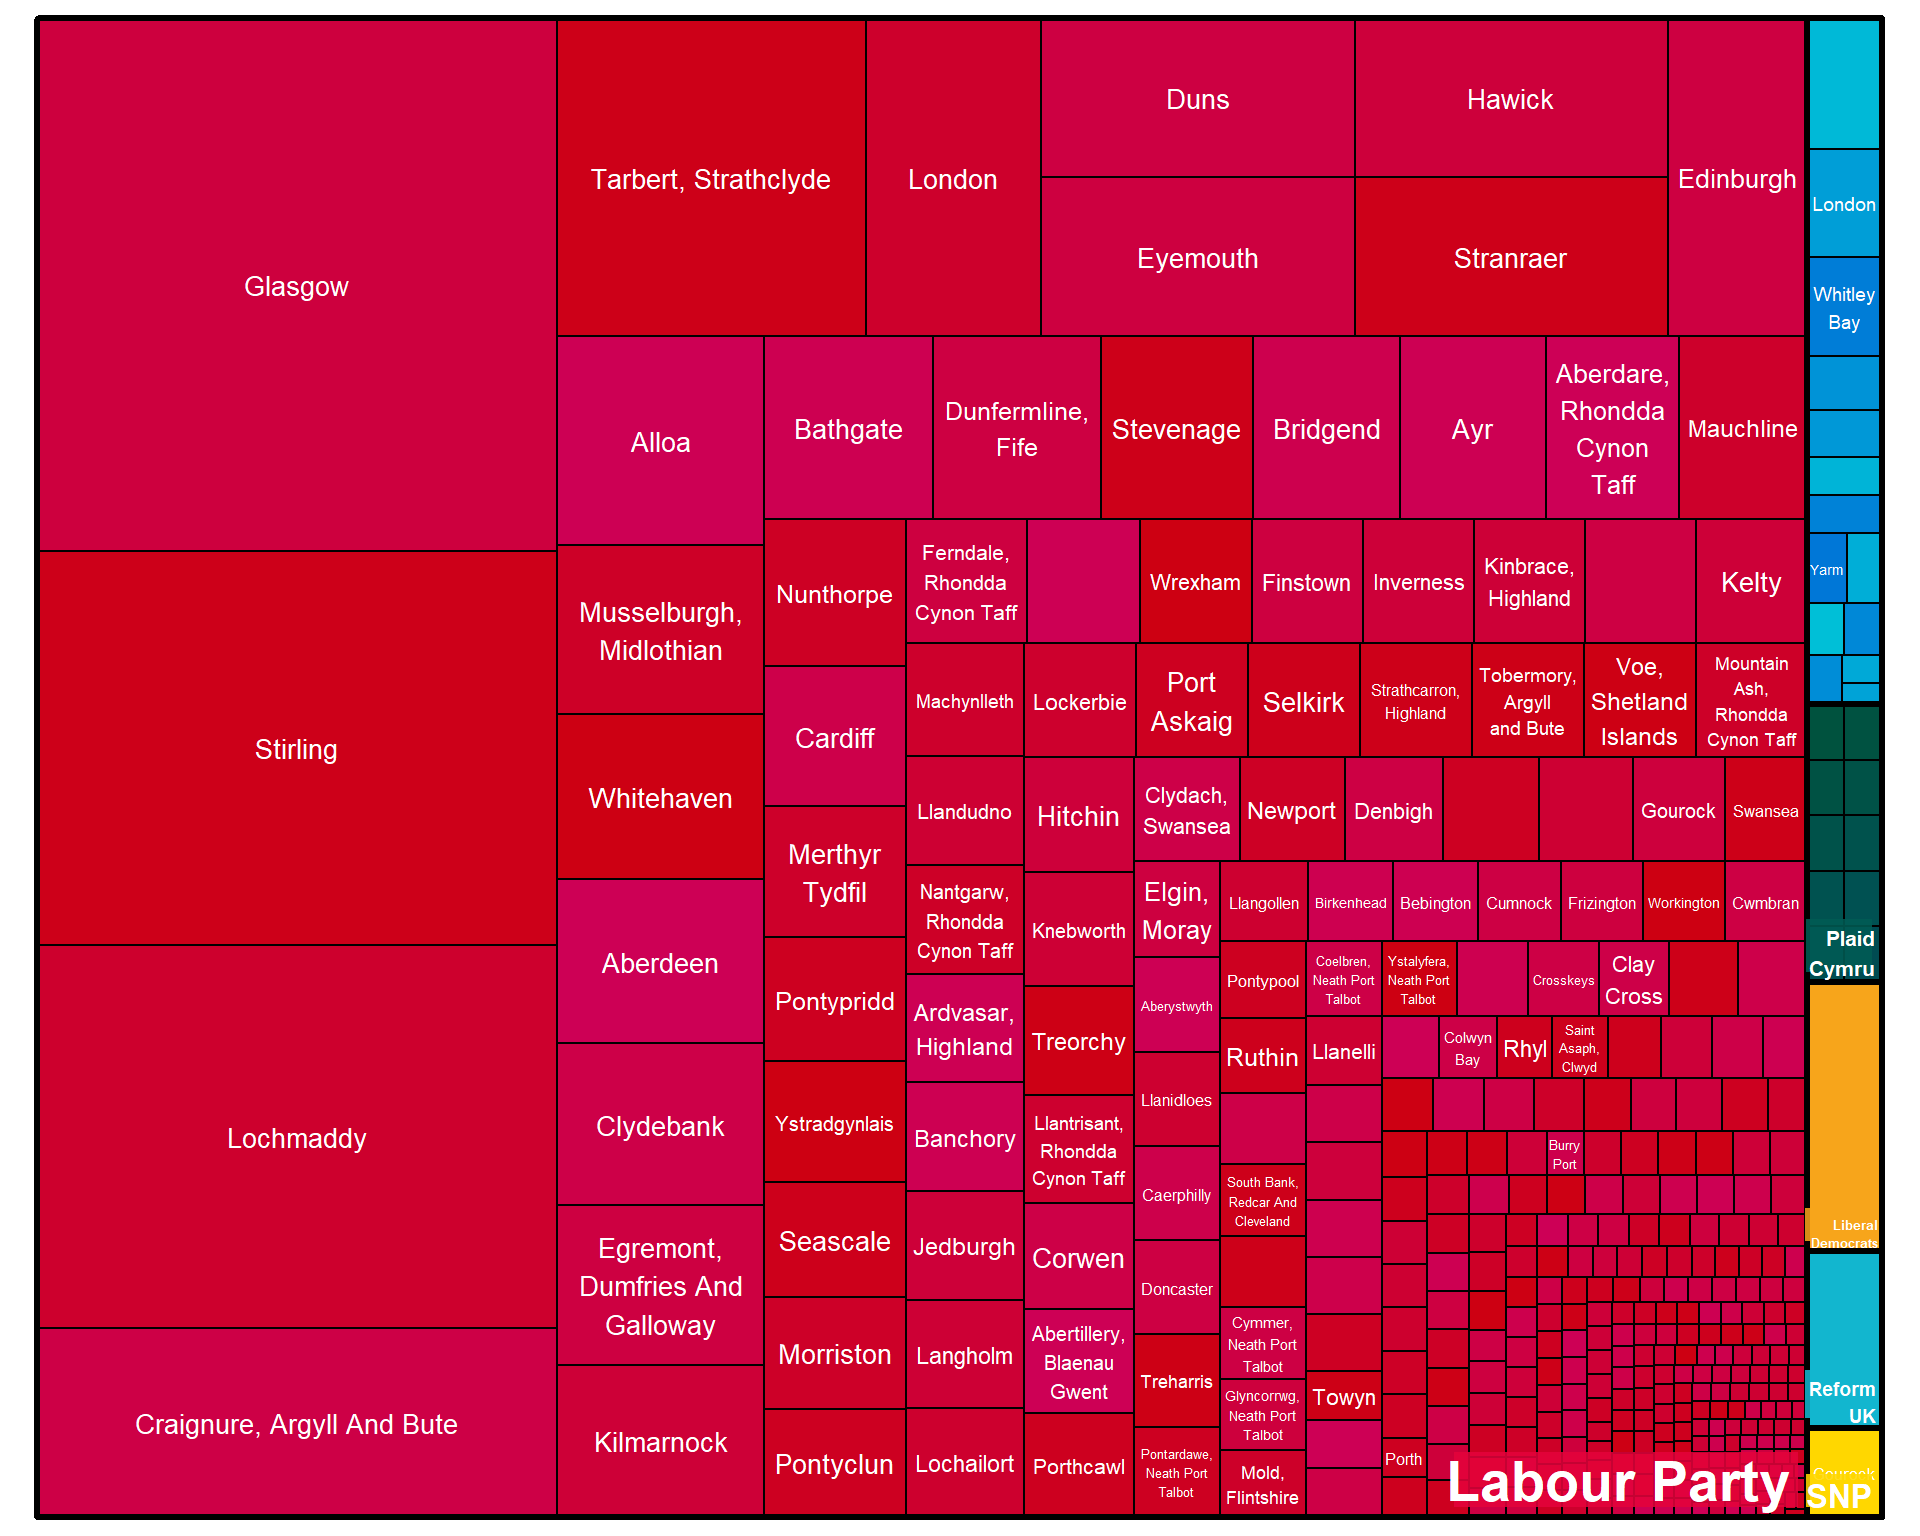 Glasgow
Stirling
Lochmaddy
Craignure, Argyll And Bute
Tarbert, Strathclyde
London
Duns
Hawick
Eyemouth
Stranraer
Edinburgh
Alloa
Bathgate
Dunfermline,
Fife
Stevenage
Bridgend
Ayr
Aberdare,
Rhondda
Cynon
Taff
Mauchline
Musselburgh,
Midlothian
Whitehaven
Aberdeen
Clydebank
Egremont,
Dumfries And
Galloway
Kilmarnock
Nunthorpe
Cardiff
Merthyr
Tydfil
Pontypridd
Ystradgynlais
Seascale
Morriston
Pontyclun
Ferndale,
Rhondda
Cynon Taff
Wrexham
Finstown
Inverness
Kinbrace,
Highland
Kelty
Machynlleth
Llandudno
Nantgarw,
Rhondda
Cynon Taff
Ardvasar,
Highland
Banchory
Jedburgh
Langholm
Lochailort
Lockerbie
Port
Askaig
Selkirk
Strathcarron,
Highland
Tobermory,
Argyll
and Bute
Voe,
Shetland
Islands
Mountain
Ash,
Rhondda
Cynon Taff
Hitchin
Knebworth
Treorchy
Llantrisant,
Rhondda
Cynon Taff
Corwen
Abertillery,
Blaenau
Gwent
Porthcawl
Clydach,
Swansea
Newport
Denbigh
Gourock
Swansea
Elgin,
Moray
Aberystwyth
Llanidloes
Caerphilly
Doncaster
Treharris
Pontardawe,
Neath Port
Talbot
Llangollen
Birkenhead
Bebington
Cumnock
Frizington
Workington
Cwmbran
Pontypool
Ruthin
South Bank,
Redcar And
Cleveland
Cymmer,
Neath Port
Talbot
Glyncorrwg,
Neath Port
Talbot
Mold,
Flintshire
Coelbren,
Neath Port
Talbot
Ystalyfera,
Neath Port
Talbot
Crosskeys
Clay
Cross
Llanelli
Colwyn
Bay
Rhyl
Saint
Asaph,
Clwyd
Burry
Port
Towyn
Porth
Labour Party
London
Whitley
Bay
Yarm
Plaid
Cymru
Liberal
Democrats
Reform
UK
Gourock
SNP